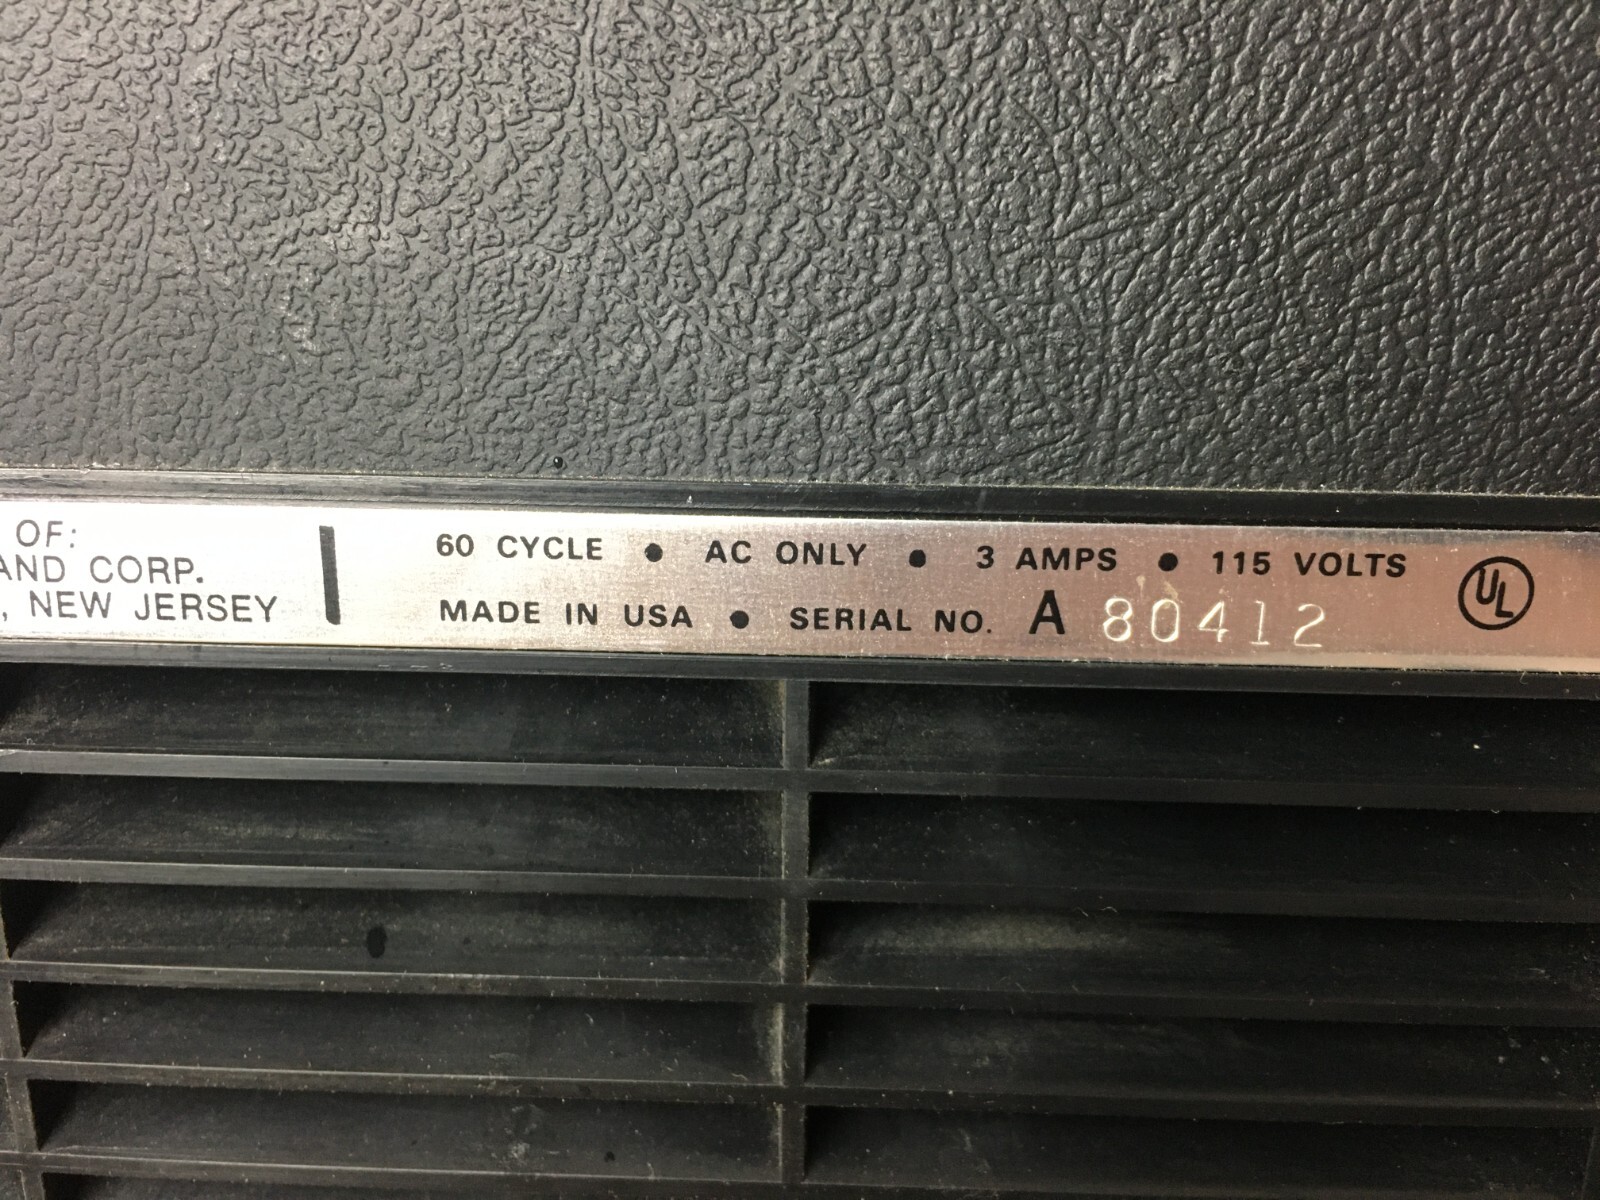 OF:
AND CORP.
, NEW JERSEY
60 CYCLE • AC ONLY • 3 AMPS • 115 VOLTS
MADE IN USA • SERIAL NO. A 80412
UL